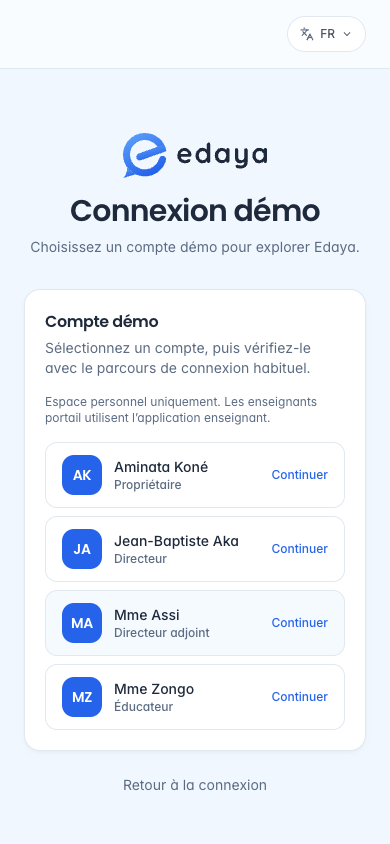 FR
edaya
Connexion démo
Choisissez un compte démo pour explorer Edaya.
Compte démo
Sélectionnez un compte, puis vérifiez-le
avec le parcours de connexion habituel.
Espace personnel uniquement. Les enseignants
portail utilisent l’application enseignant.
AK
Aminata Koné
Propriétaire
Continuer
JA
Jean-Baptiste Aka
Directeur
Continuer
MA
Mme Assi
Directeur adjoint
Continuer
MZ
Mme Zongo
Éducateur
Continuer
Retour à la connexion